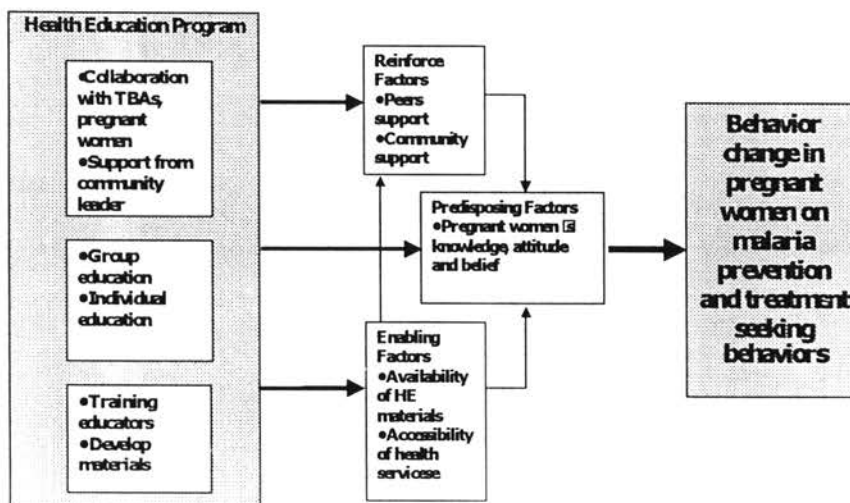 Health Education Program
•Collaboration
with TBAs,
pregnant
women
•Support from
community
leader
•Group
education
•Individual
education
•Training
educators
•Develop
materials
Reinforce
Factors
•Peers
support
•Community
support
Predisposing Factors
•Pregnant women s
knowledge, attitude
and belief
Enabling
Factors
•Availability
of HE
materials
•Accessibility
of health
servicese
Behavior
change in
pregnant
women on
malaria
prevention
and treatment
seeking
behaviors